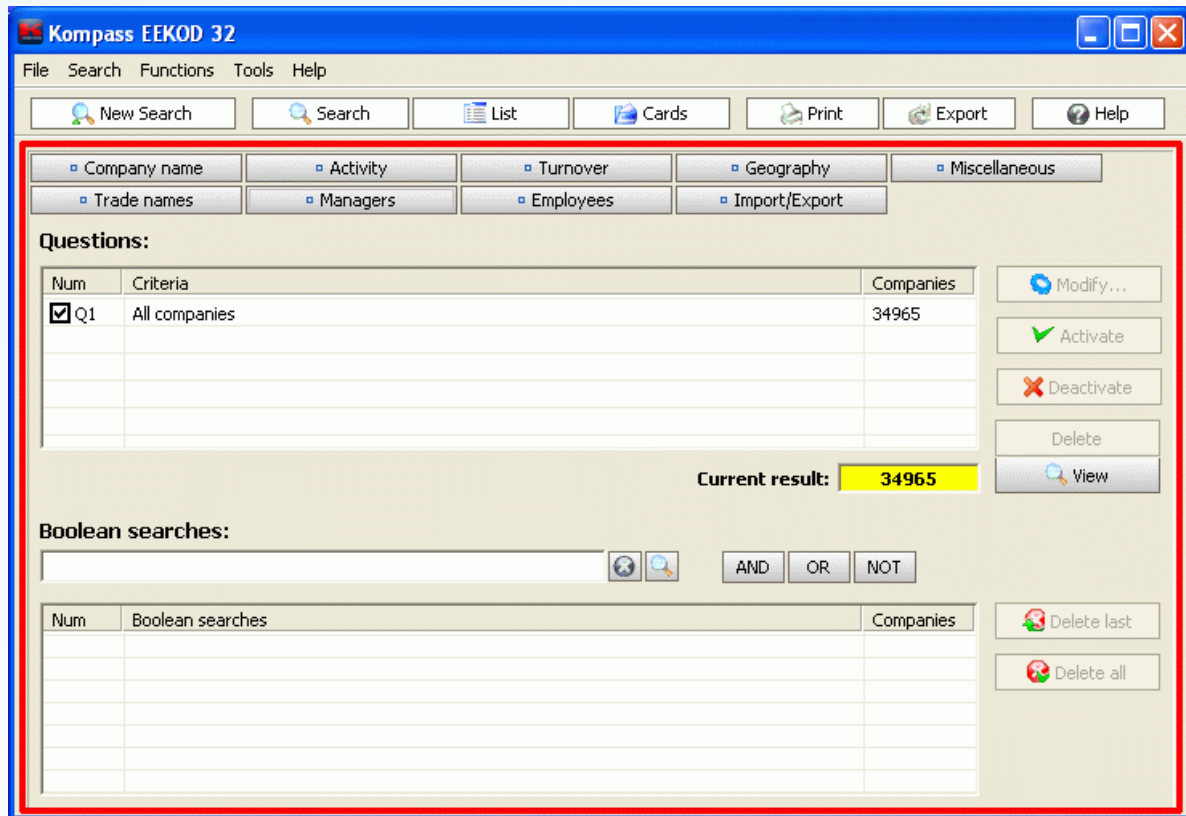 Kompass EEKOD 32
File Search Functions Tools Help
New Search Search List Cards Print Export Help
Company name Activity Turnover Geography Miscellaneous
Trade names Managers Employees Import/Export
Questions:
Num Criteria Companies Modify...
Q1 All companies 34965
Activate
Deactivate
Delete
Current result: 34965 View
Boolean searches:
AND OR NOT
Num Boolean searches Companies Delete last
Delete all